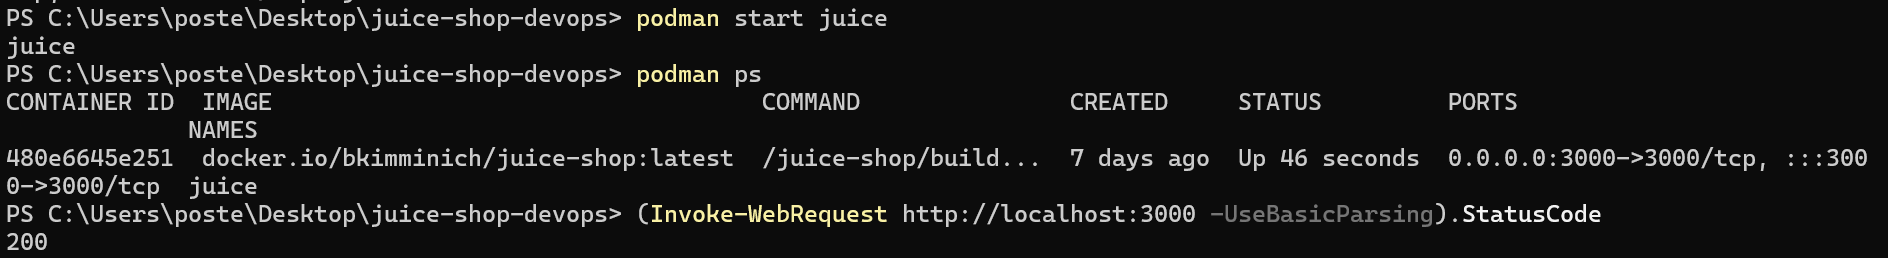 PS C:\Users\poste\Desktop\juice-shop-devops> podman start juice
juice
PS C:\Users\poste\Desktop\juice-shop-devops> podman ps
CONTAINER ID  IMAGE                                   COMMAND               CREATED     STATUS         PORTS
             NAMES
480e6645e251  docker.io/bkimminich/juice-shop:latest  /juice-shop/build...  7 days ago  Up 46 seconds  0.0.0.0:3000->3000/tcp, :::300
0->3000/tcp  juice
PS C:\Users\poste\Desktop\juice-shop-devops> (Invoke-WebRequest http://localhost:3000 -UseBasicParsing).StatusCode
200